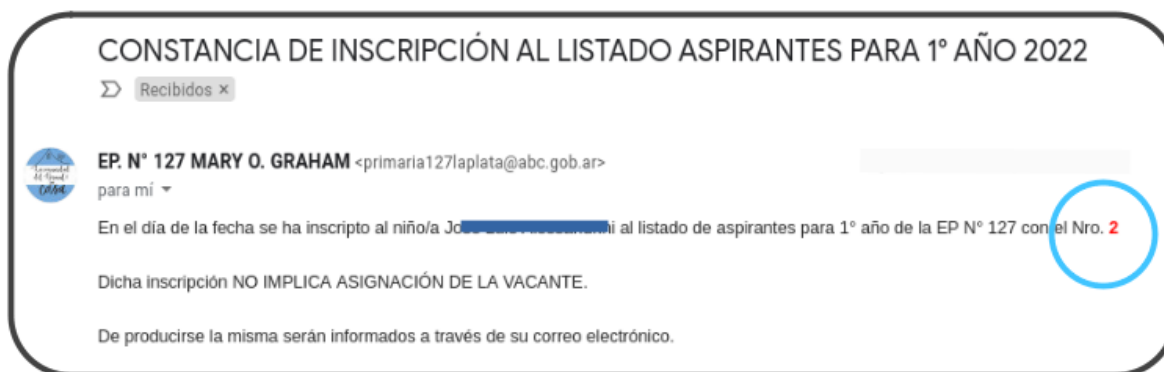 CONSTANCIA DE INSCRIPCIÓN AL LISTADO ASPIRANTES PARA 1° AÑO 2022
Recibidos ×
EP. N° 127 MARY O. GRAHAM <primaria127laplata@abc.gob.ar>
para mí
En el día de la fecha se ha inscripto al niño/a al listado de aspirantes para 1° año de la EP N° 127 con el Nro. 2
Dicha inscripción NO IMPLICA ASIGNACIÓN DE LA VACANTE.
De producirse la misma serán informados a través de su correo electrónico.